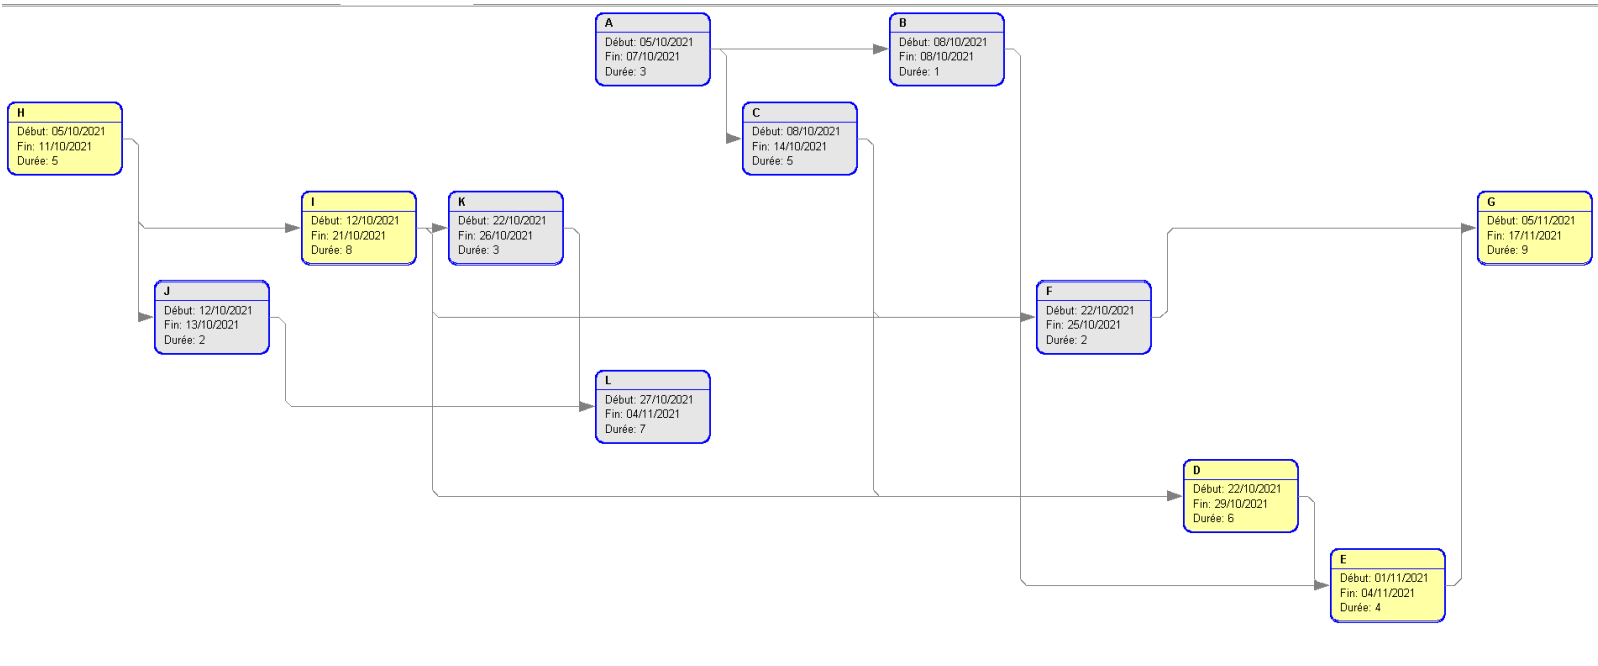 A
Début: 05/10/2021
Fin: 07/10/2021
Durée: 3
B
Début: 08/10/2021
Fin: 08/10/2021
Durée: 1
H
Début: 05/10/2021
Fin: 11/10/2021
Durée: 5
C
Début: 08/10/2021
Fin: 14/10/2021
Durée: 5
I
Début: 12/10/2021
Fin: 21/10/2021
Durée: 8
K
Début: 22/10/2021
Fin: 26/10/2021
Durée: 3
G
Début: 05/11/2021
Fin: 17/11/2021
Durée: 9
J
Début: 12/10/2021
Fin: 13/10/2021
Durée: 2
F
Début: 22/10/2021
Fin: 25/10/2021
Durée: 2
L
Début: 27/10/2021
Fin: 04/11/2021
Durée: 7
D
Début: 22/10/2021
Fin: 29/10/2021
Durée: 6
E
Début: 01/11/2021
Fin: 04/11/2021
Durée: 4